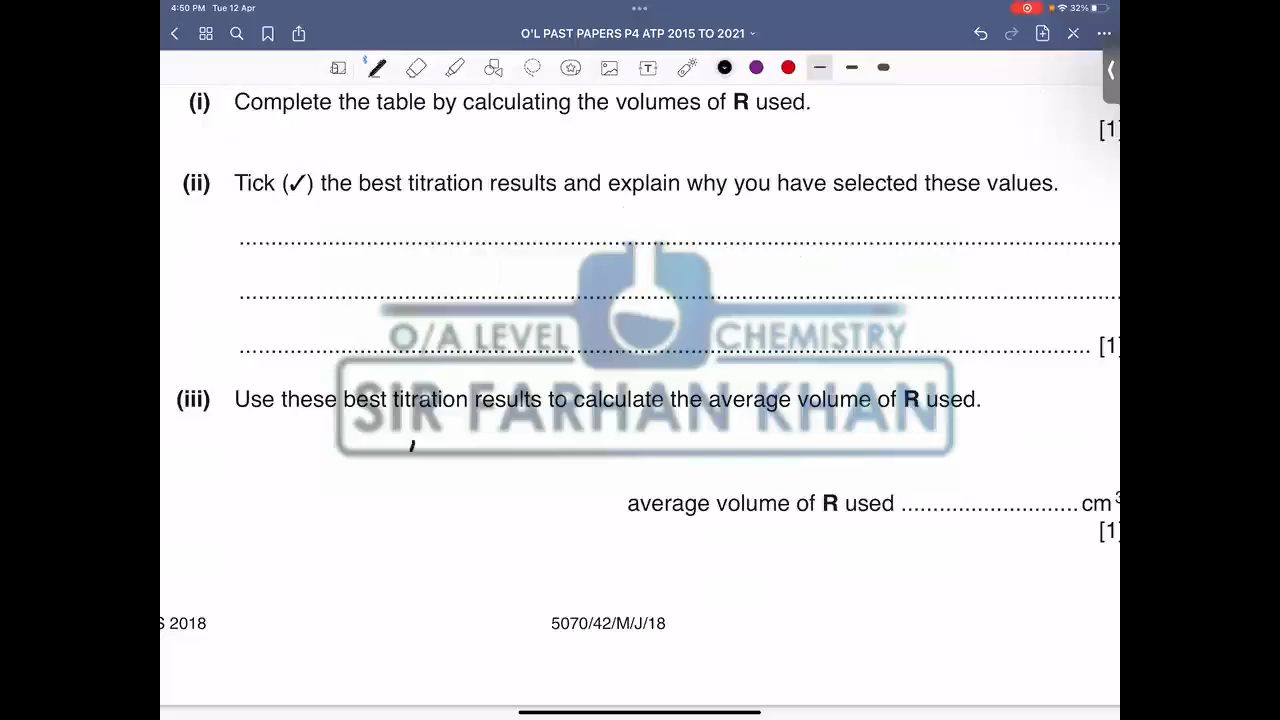 4:50 PM Tue 12 Apr
32%
O'L PAST PAPERS P4 ATP 2015 TO 2021
(i) Complete the table by calculating the volumes of R used.
[1]
(ii) Tick (✓) the best titration results and explain why you have selected these values.
..........
..........
O/A LEVEL CHEMISTRY
.......... [1]
(iii) Use these best titration results to calculate the average volume of R used.
SIR FARHAN KHAN
average volume of R used ............................ cm³
[1]
2018
5070/42/M/J/18